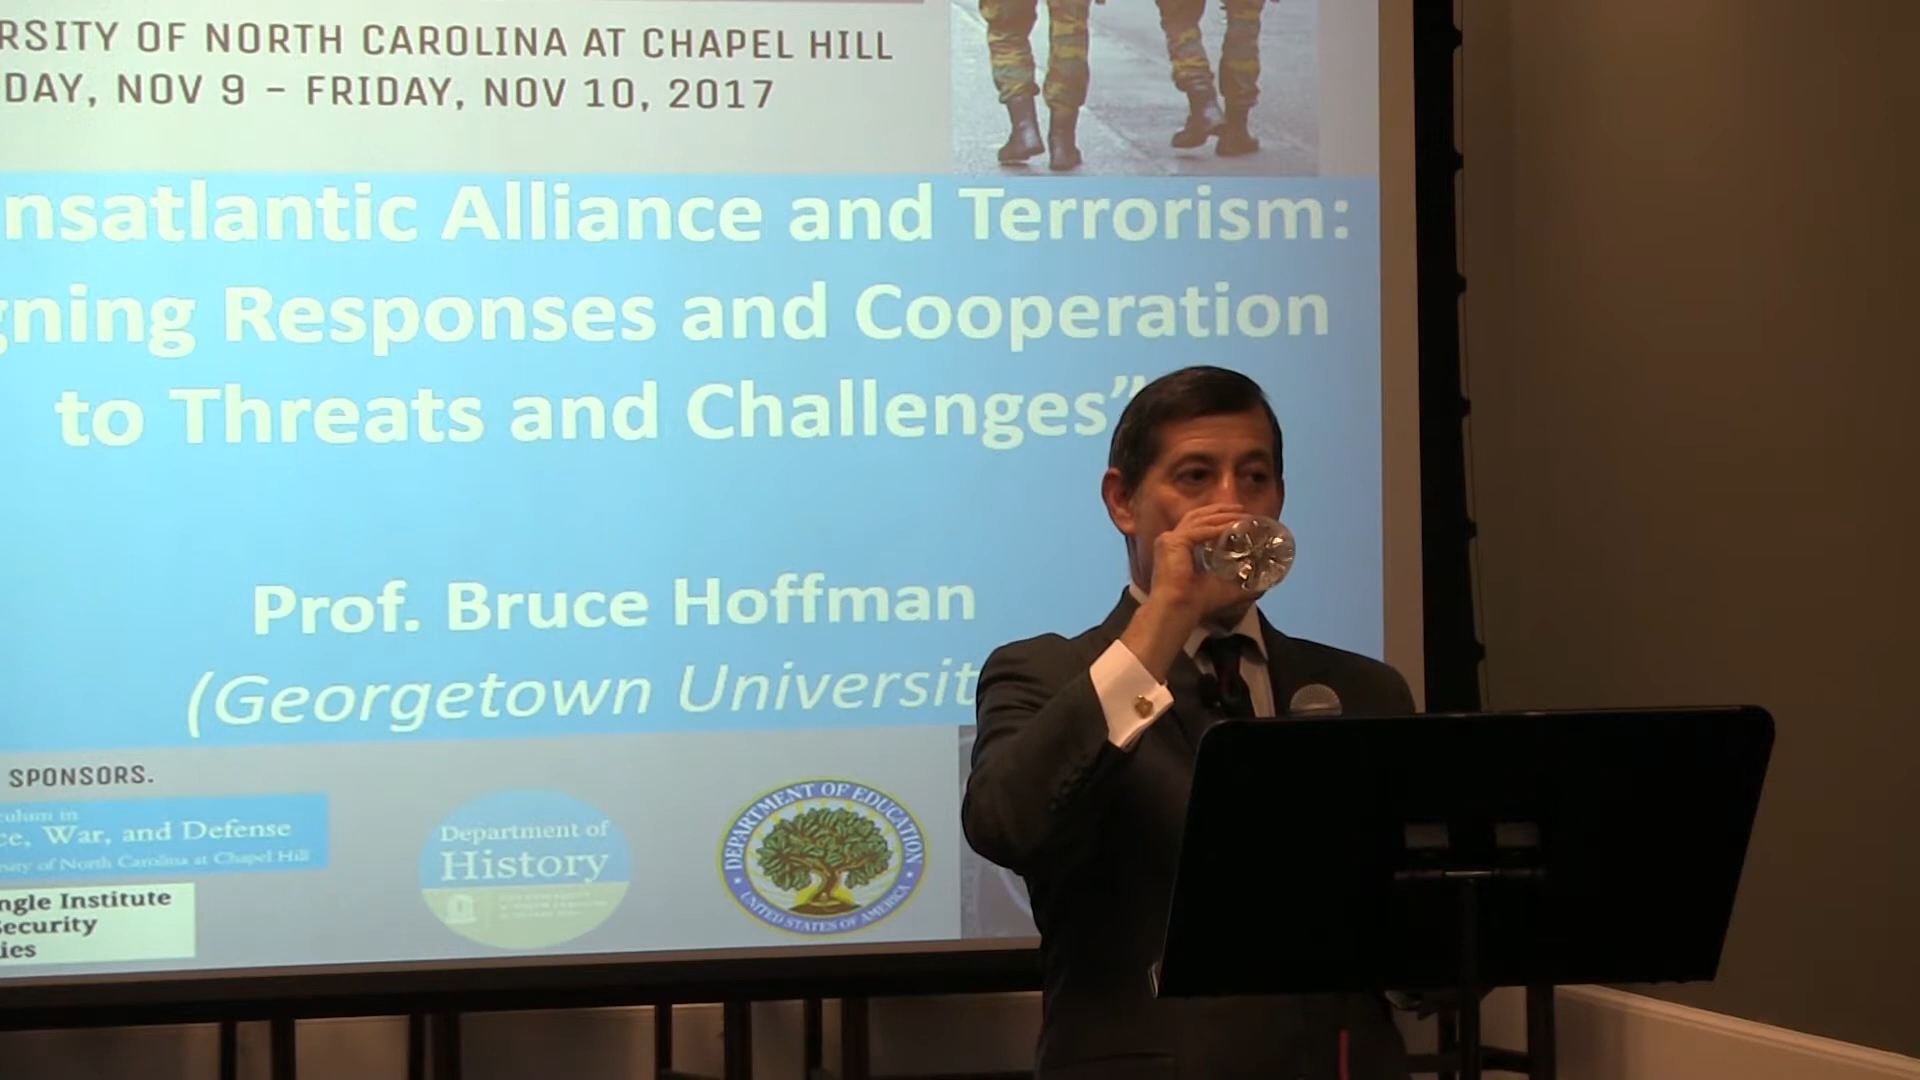 RSITY OF NORTH CAROLINA AT CHAPEL HILL
DAY, NOV 9 – FRIDAY, NOV 10, 2017
nsatlantic Alliance and Terrorism:
gning Responses and Cooperation
to Threats and Challenges”
Prof. Bruce Hoffman
(Georgetown Universit
SPONSORS.
culum in
ce, War, and Defense
rsity of North Carolina at Chapel Hill
ngle Institute
Security
ies
Department of
History
DEPARTMENT OF EDUCATION
UNITED STATES OF AMERICA